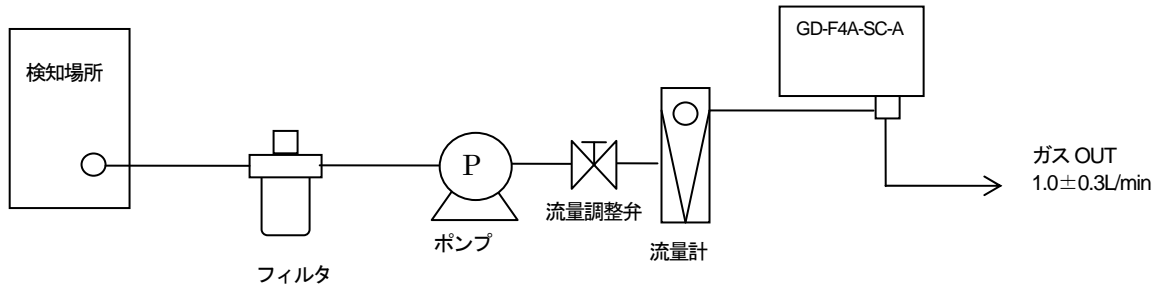 GD-F4A-SC-A
検知場所
P
ガス OUT
1.0±0.3L/min
流量調整弁
ポンプ
流量計
フィルタ